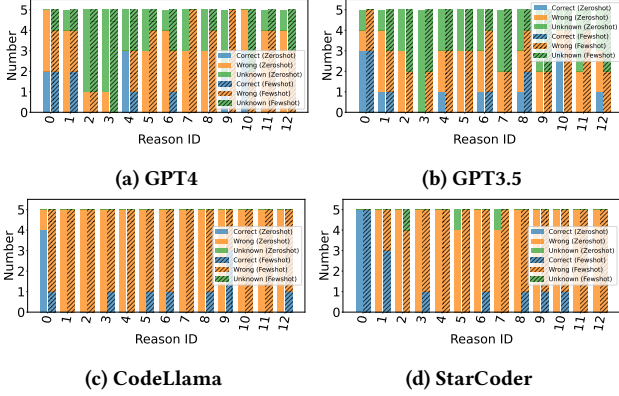 5
4
3
2
1
0
Number
Correct (Zeroshot)
Wrong (Zeroshot)
Unknown (Zeroshot)
Correct (Fewshot)
Wrong (Fewshot)
Unknown (Fewshot)
0 1 2 3 4 5 6 7 8 9 10 11 12
Reason ID
(a) GPT4
5
4
3
2
1
0
Number
Correct (Zeroshot)
Wrong (Zeroshot)
Unknown (Zeroshot)
Correct (Fewshot)
Wrong (Fewshot)
Unknown (Fewshot)
0 1 2 3 4 5 6 7 8 9 10 11 12
Reason ID
(b) GPT3.5
5
4
3
2
1
0
Number
Correct (Zeroshot)
Wrong (Zeroshot)
Unknown (Zeroshot)
Correct (Fewshot)
Wrong (Fewshot)
Unknown (Fewshot)
0 1 2 3 4 5 6 7 8 9 10 11 12
Reason ID
(c) CodeLlama
5
4
3
2
1
0
Number
Correct (Zeroshot)
Wrong (Zeroshot)
Unknown (Zeroshot)
Correct (Fewshot)
Wrong (Fewshot)
Unknown (Fewshot)
0 1 2 3 4 5 6 7 8 9 10 11 12
Reason ID
(d) StarCoder